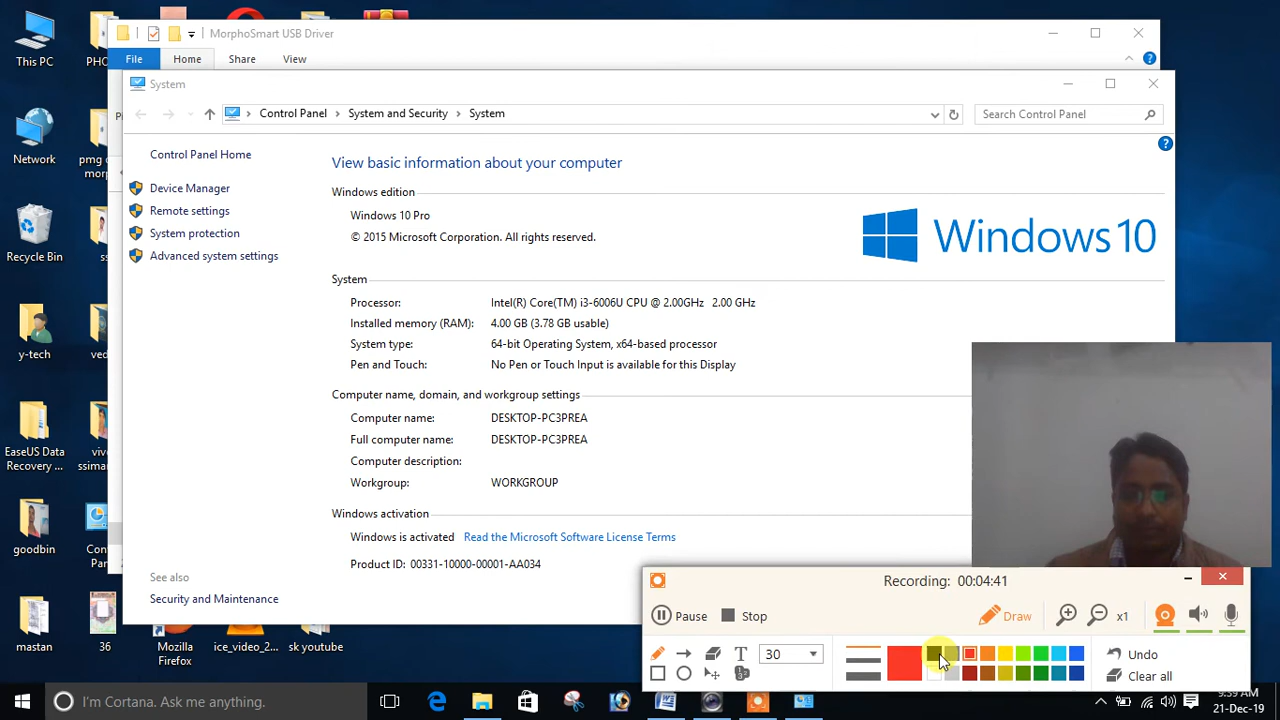 This PC
PHO
MorphoSmart USB Driver
File Home Share View
System
Control Panel System and Security System
Search Control Panel
Network
pmg
Recycle Bin
y-tech
EaseUS Data
Recovery ...
goodbin
mastan
Control Panel Home
Device Manager
Remote settings
System protection
Advanced system settings
See also
Security and Maintenance
View basic information about your computer
Windows edition
Windows 10 Pro
© 2015 Microsoft Corporation. All rights reserved.
Windows 10
System
Processor: Intel(R) Core(TM) i3-6006U CPU @ 2.00GHz 2.00 GHz
Installed memory (RAM): 4.00 GB (3.78 GB usable)
System type: 64-bit Operating System, x64-based processor
Pen and Touch: No Pen or Touch Input is available for this Display
Computer name, domain, and workgroup settings
Computer name: DESKTOP-PC3PREA
Full computer name: DESKTOP-PC3PREA
Computer description:
Workgroup: WORKGROUP
Windows activation
Windows is activated Read the Microsoft Software License Terms
Product ID: 00331-10000-00001-AA034
36
Mozilla
Firefox
ice_video_2...
sk youtube
Recording: 00:04:41
Pause Stop Draw x1
T 30 Undo
Clear all
I'm Cortana. Ask me anything.
9:39 AM
21-Dec-19